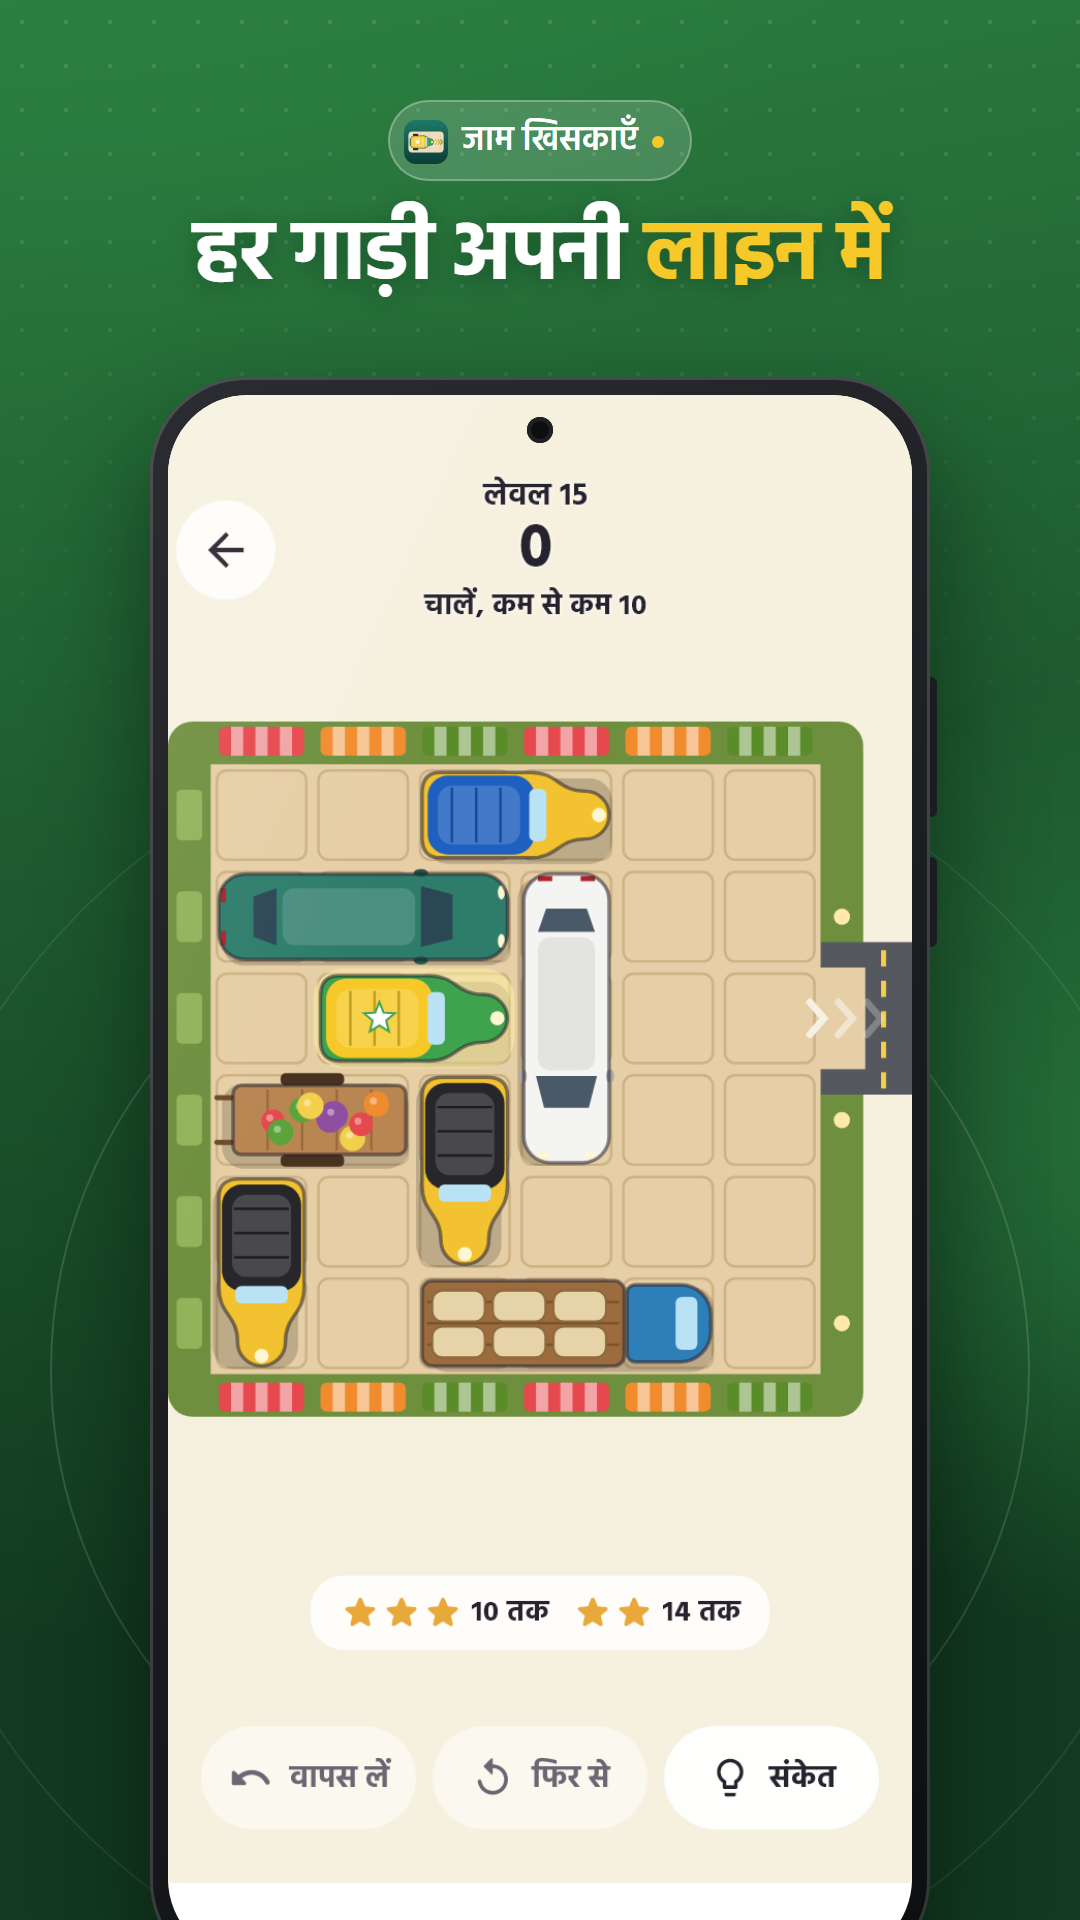 जाम खिसकाएँ
हर गाड़ी अपनी लाइन में
लेवल 15
0
चालें, कम से कम 10
10 तक 14 तक
वापस लें
फिर से
संकेत